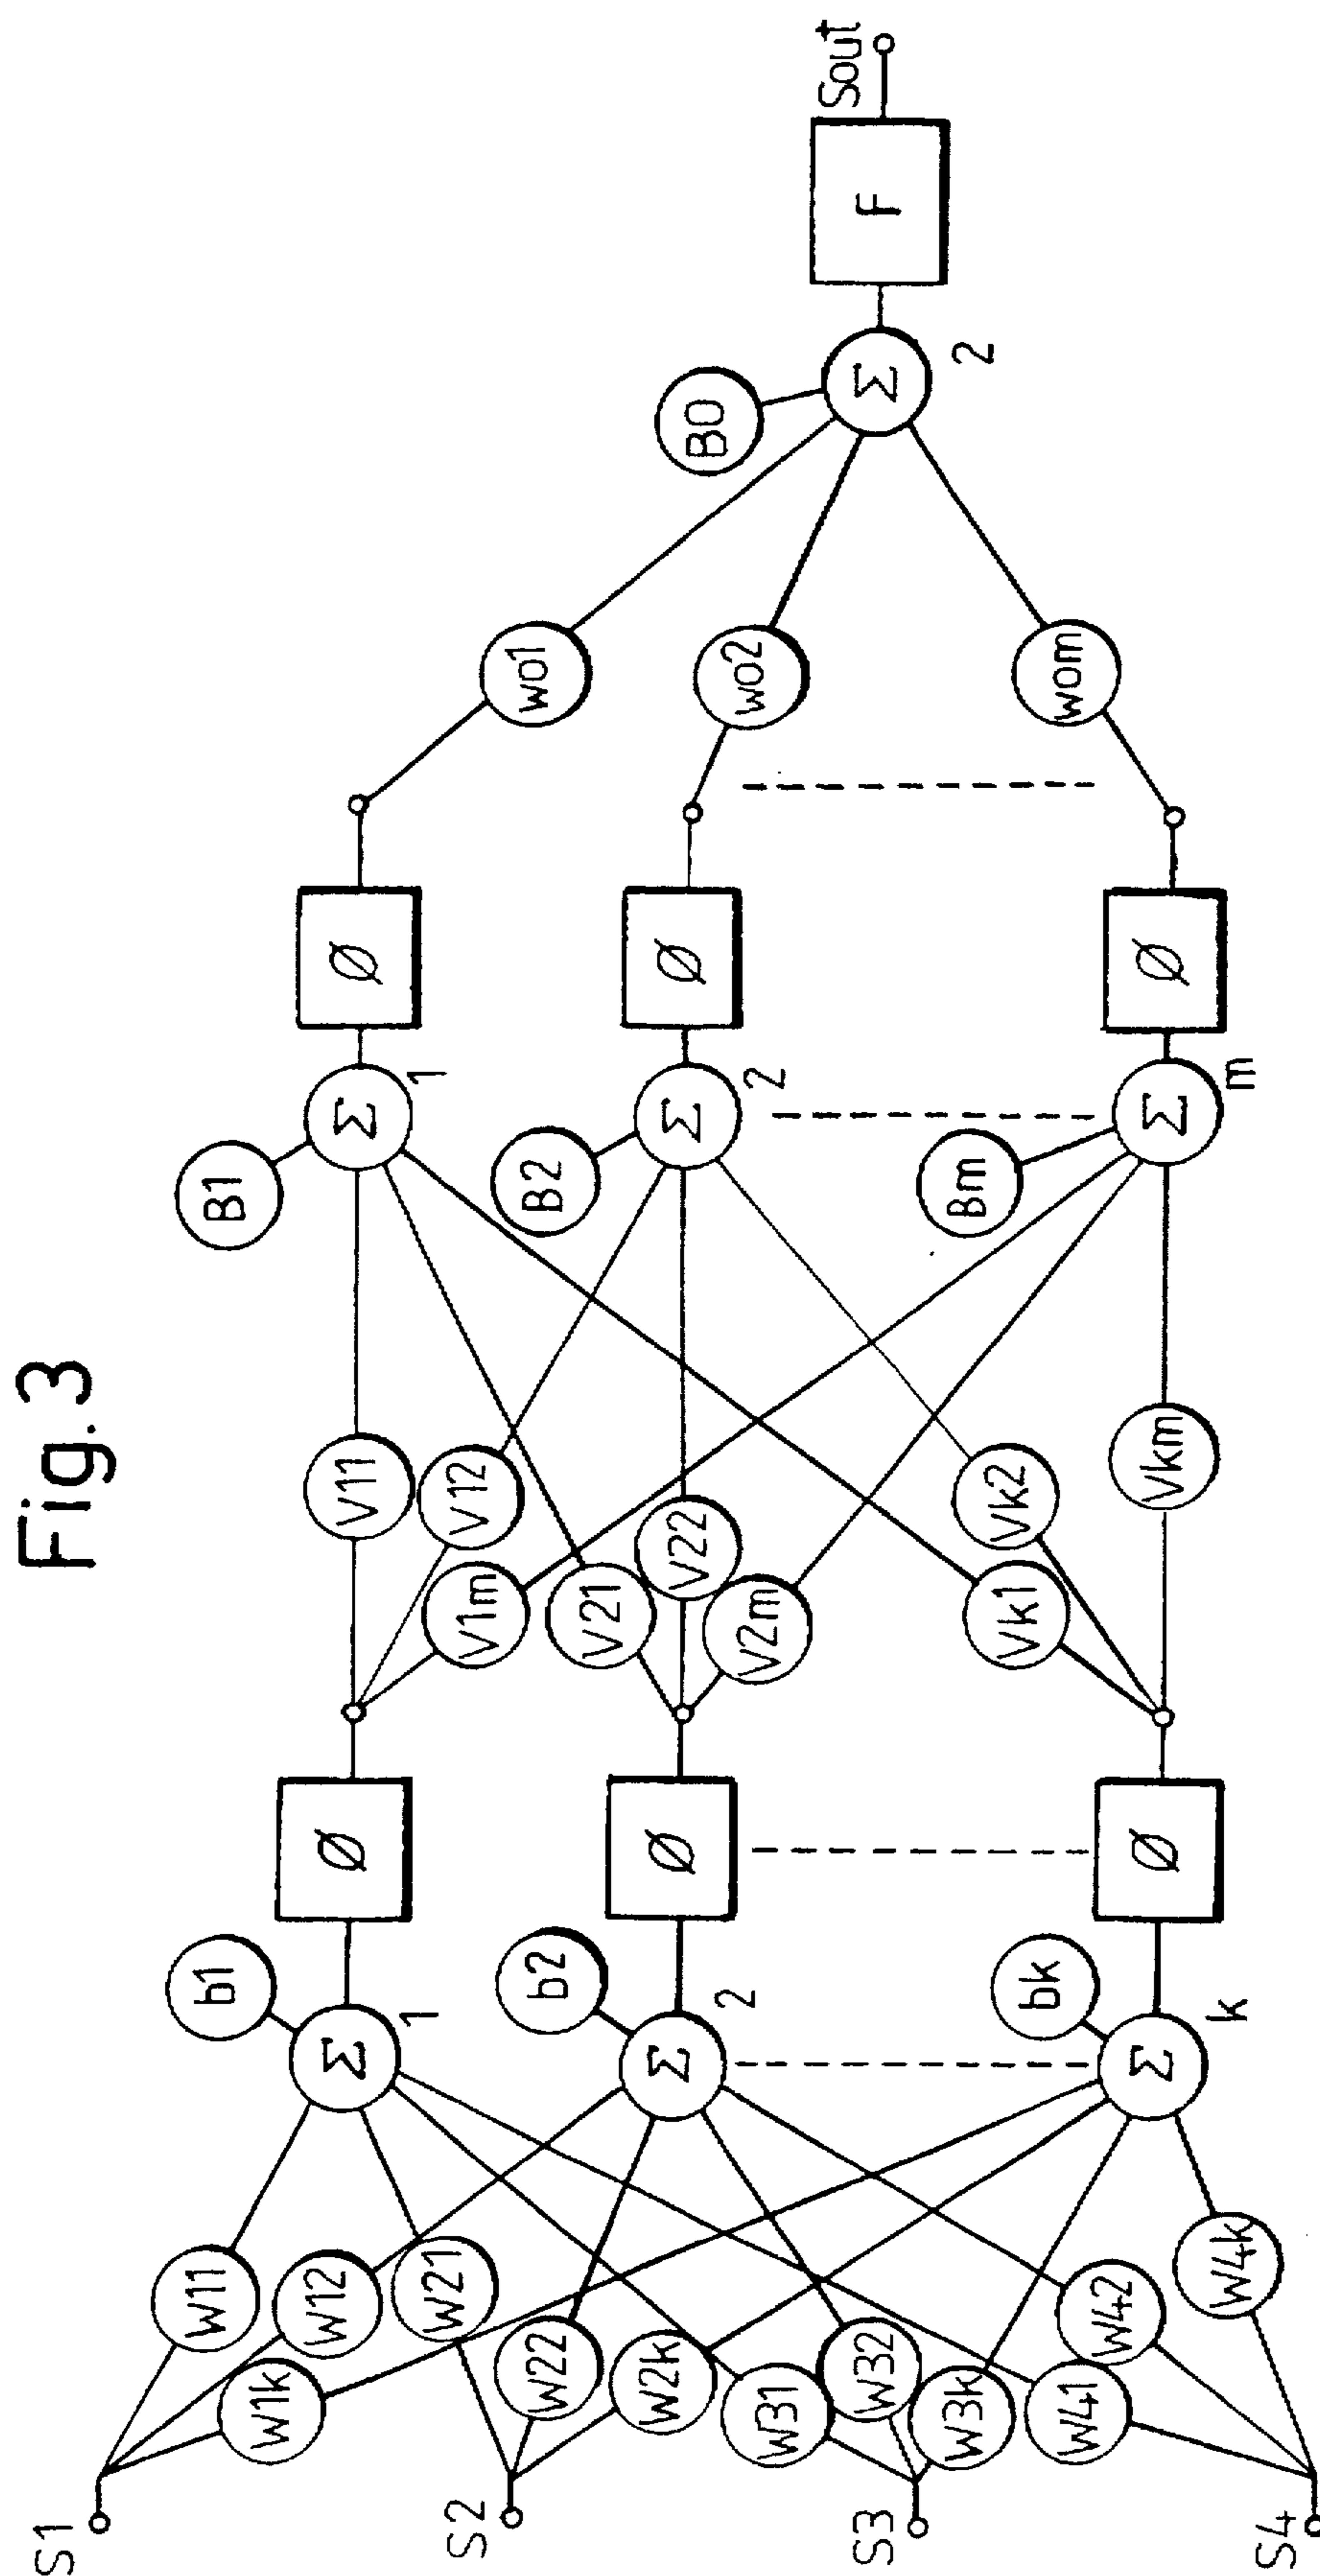 Fig.3
S1
S2
S3
S4
W11
W12
W1k
W21
W22
W2k
W31
W32
W3k
W41
W42
W4k
b1
b2
bk
Σ
1
Σ
2
Σ
k
Ø
Ø
Ø
V11
V12
V1m
V21
V22
V2m
Vk1
Vk2
Vkm
B1
B2
Bm
Σ
1
Σ
2
Σ
m
Ø
Ø
Ø
wo1
wo2
wom
B0
Σ
2
F
Sout